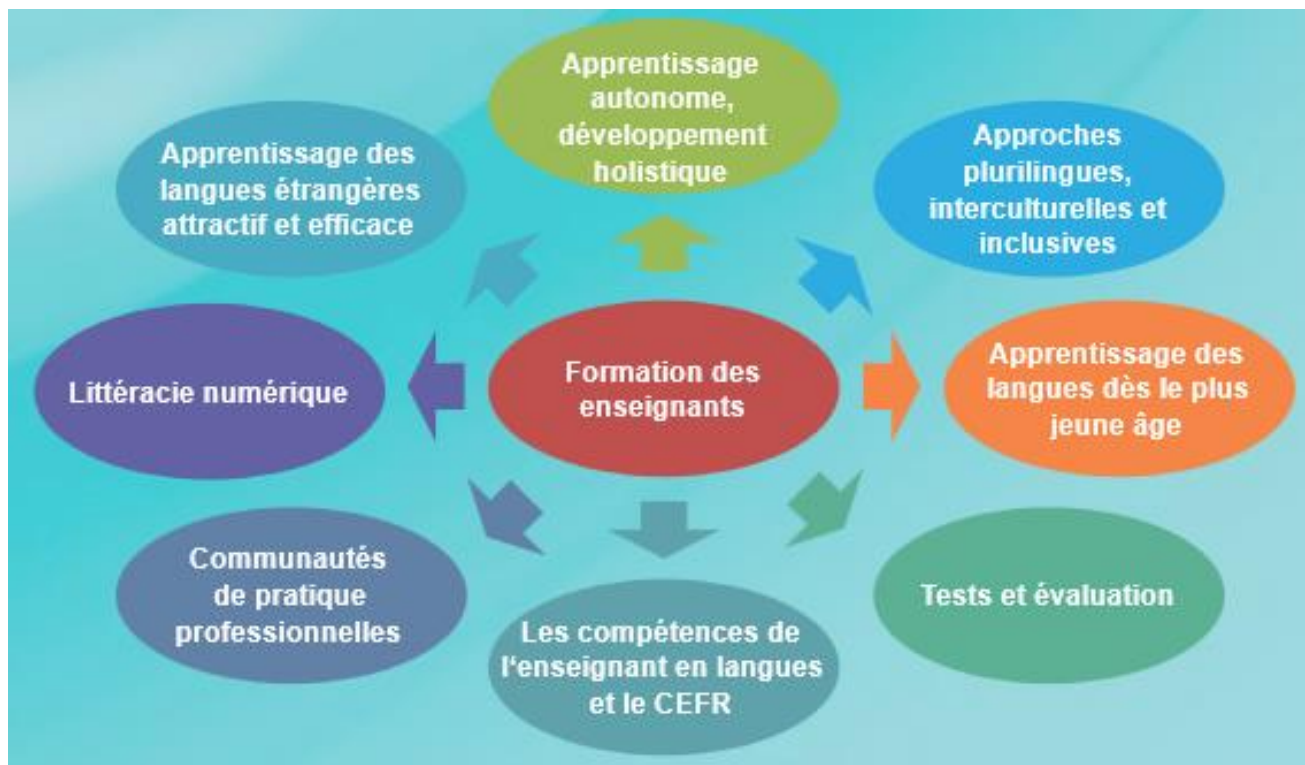 Apprentissage
autonome,
développement
holistique
Apprentissage des
langues étrangères
attractif et efficace
Approches
plurilingues,
interculturelles et
inclusives
Littéracie numérique
Formation des
enseignants
Apprentissage des
langues dès le plus
jeune âge
Communautés
de pratique
professionnelles
Les compétences de
l‘enseignant en langues
et le CEFR
Tests et évaluation